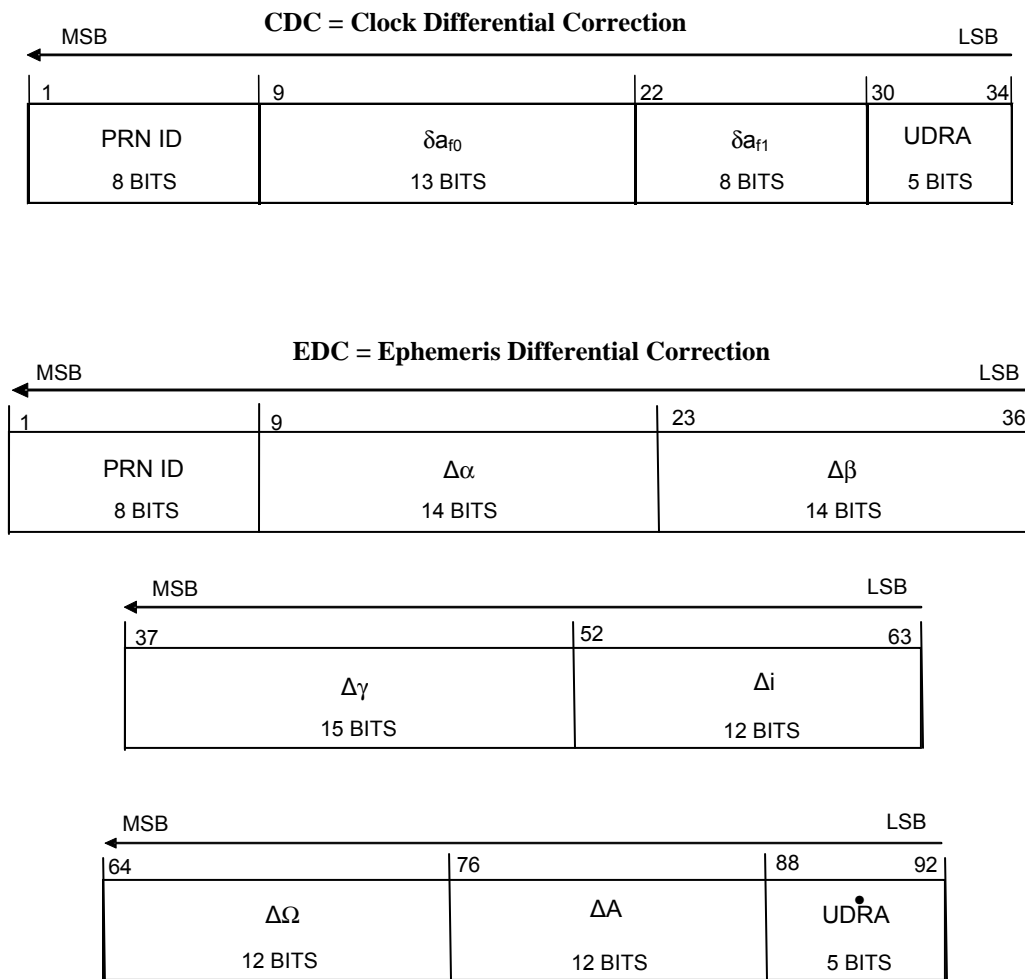 CDC = Clock Differential Correction
MSB LSB
1 9 22 30 34
PRN ID δaf0 δaf1 UDRA
8 BITS 13 BITS 8 BITS 5 BITS
EDC = Ephemeris Differential Correction
MSB LSB
1 9 23 36
PRN ID Δα Δβ
8 BITS 14 BITS 14 BITS
MSB LSB
37 52 63
Δγ Δi
15 BITS 12 BITS
MSB LSB
64 76 88 92
ΔΩ ΔA UDṘA
12 BITS 12 BITS 5 BITS